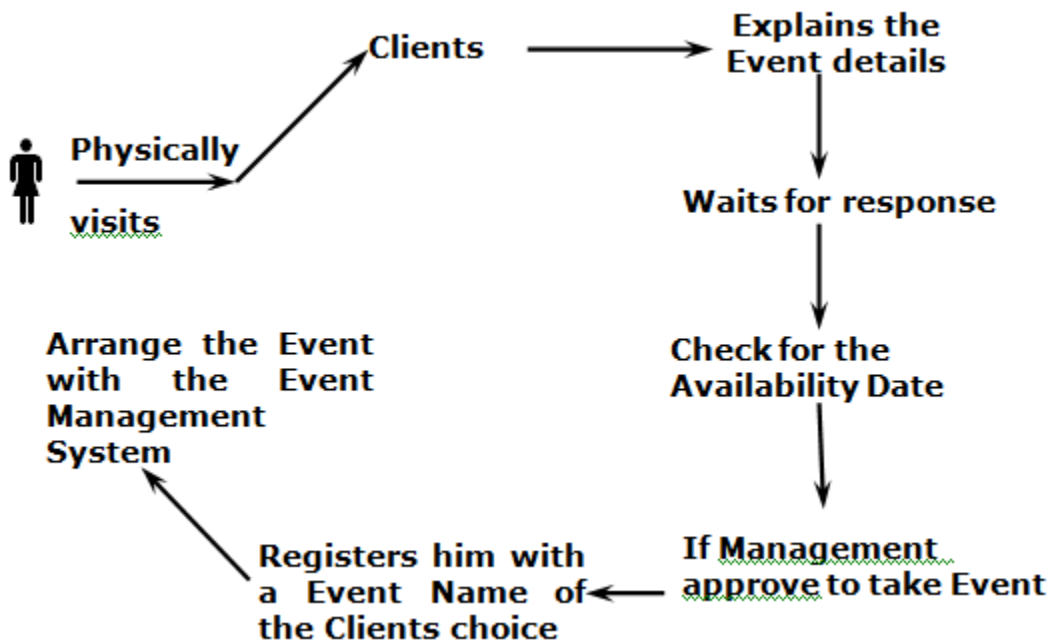 Physically
visits
Clients
Explains the
Event details
Waits for response
Check for the
Availability Date
If Management
approve to take Event
Registers him with
a Event Name of
the Clients choice
Arrange the Event
with the Event
Management
System